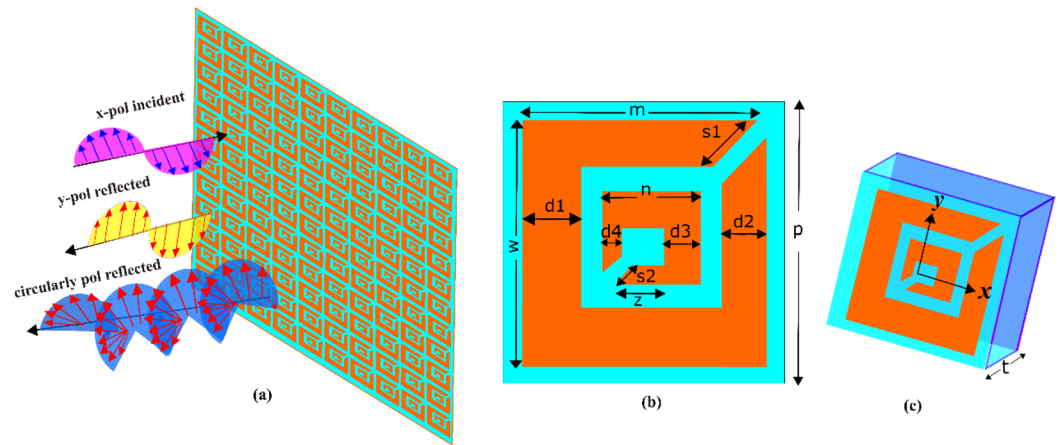 x-pol incident
y-pol reflected
circularly pol reflected
(a)
m
s1
n
d1
d2
w
p
d4
d3
s2
z
(b)
y
x
t
(c)